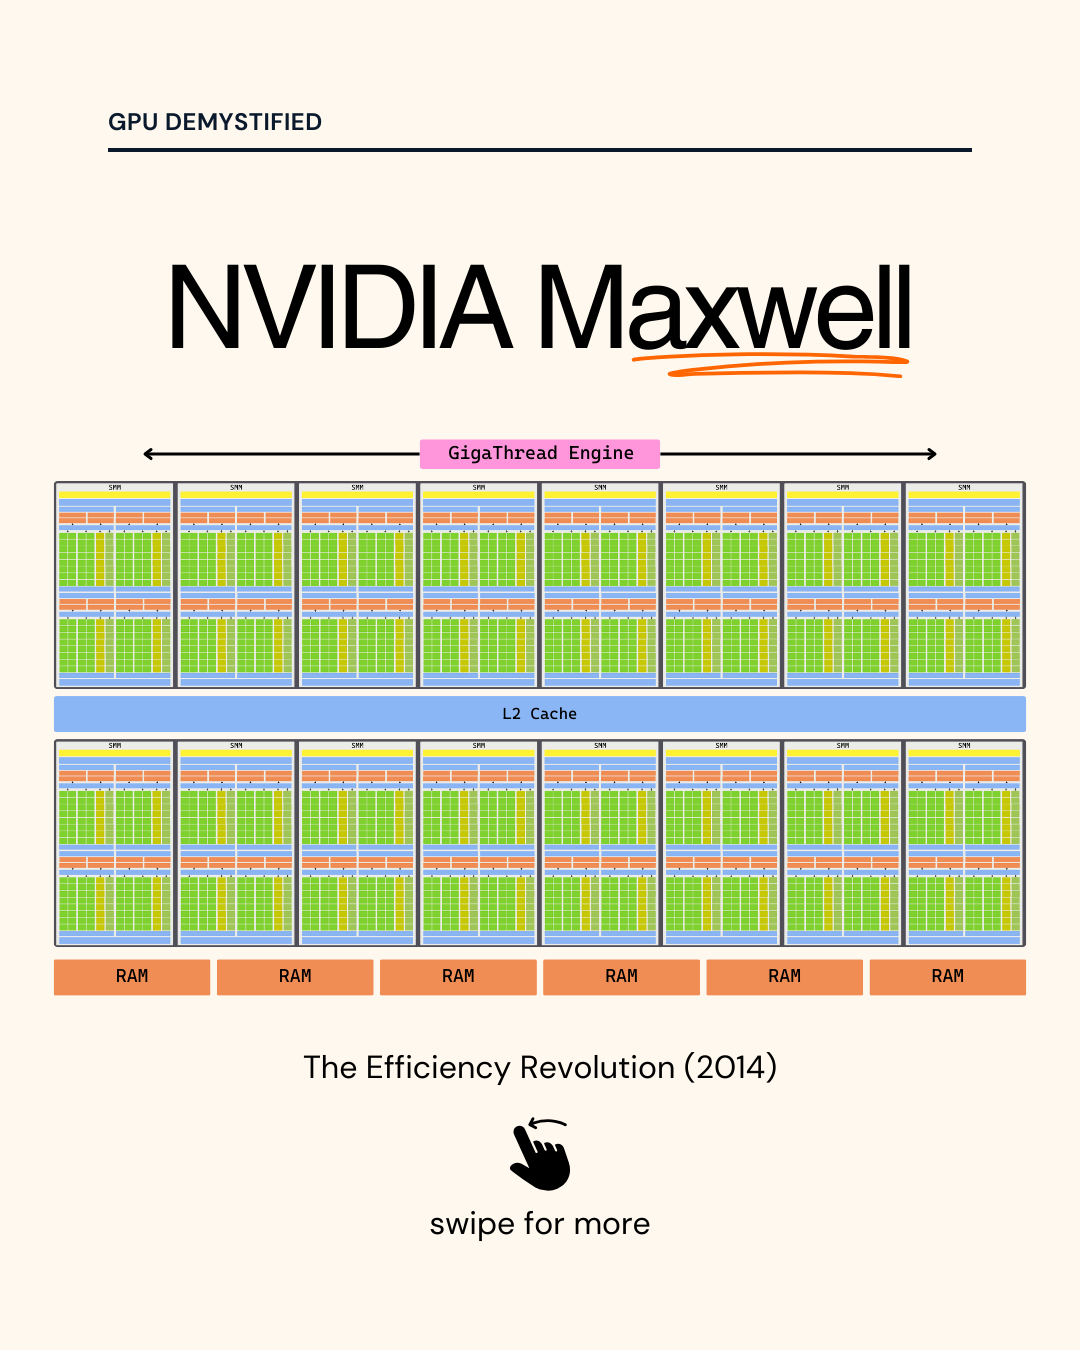 GPU DEMYSTIFIED
NVIDIA Maxwell
GigaThread Engine
SMM SMM SMM SMM SMM SMM SMM SMM
L2 Cache
SMM SMM SMM SMM SMM SMM SMM SMM
RAM RAM RAM RAM RAM RAM
The Efficiency Revolution (2014)
swipe for more